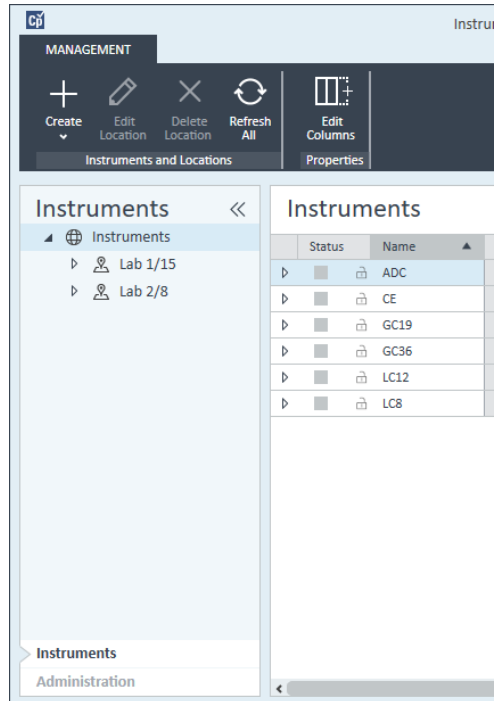 Cp
Instru
MANAGEMENT
Create
Edit Location
Delete Location
Refresh All
Edit Columns
Instruments and Locations
Properties
Instruments
Instruments
Lab 1/15
Lab 2/8
Instruments
Status Name
ADC
CE
GC19
GC36
LC12
LC8
Instruments
Administration